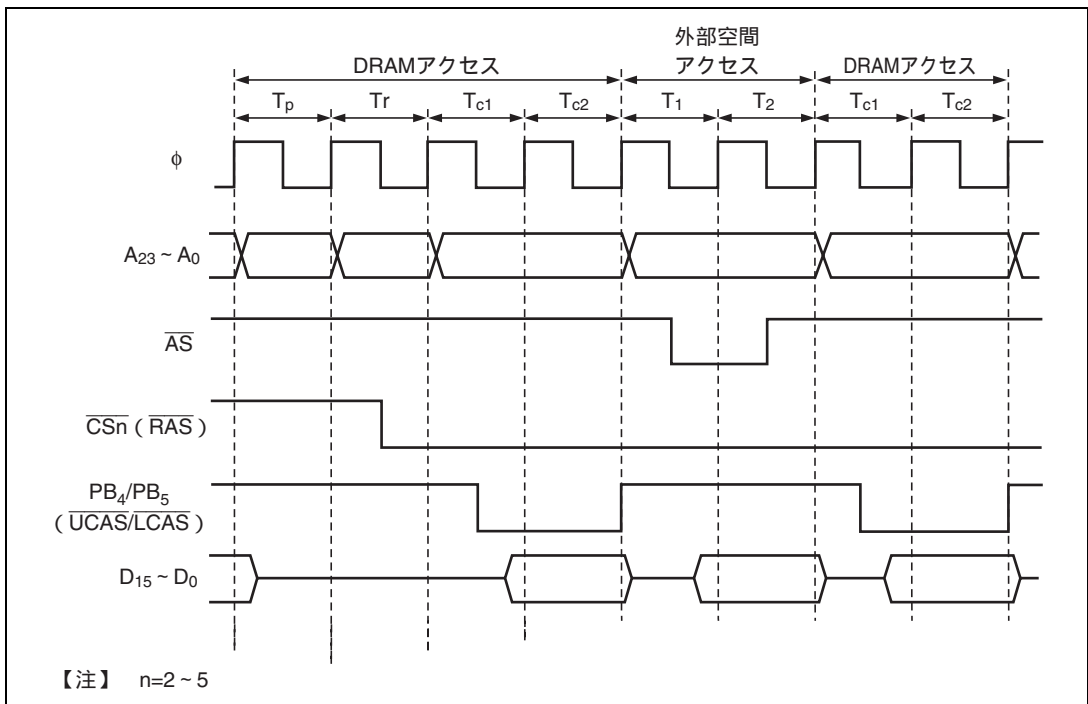 外部空間
DRAMアクセス アクセス DRAMアクセス
Tp Tr Tc1 Tc2 T1 T2 Tc1 Tc2
φ
A23 ~ A0
AS
CSn ( RAS )
PB4/PB5
( UCAS/LCAS )
D15 ~ D0
【注】 n=2 ~ 5